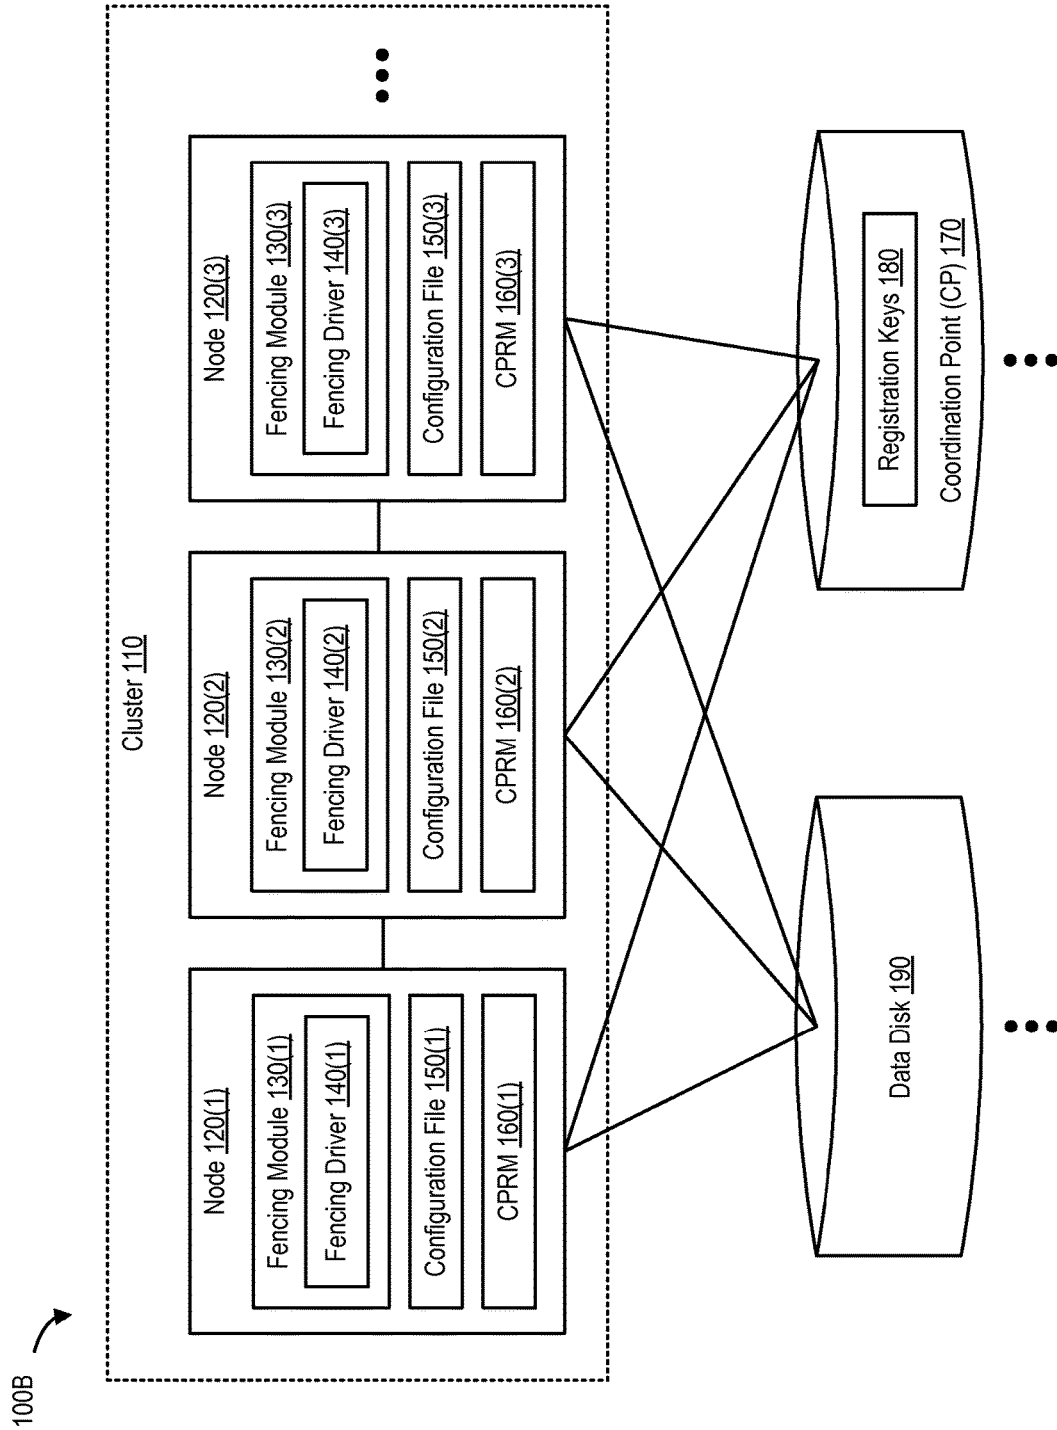 100B
Cluster 110
Node 120(1)
Fencing Module 130(1)
Fencing Driver 140(1)
Configuration File 150(1)
CPRM 160(1)
Node 120(2)
Fencing Module 130(2)
Fencing Driver 140(2)
Configuration File 150(2)
CPRM 160(2)
Node 120(3)
Fencing Module 130(3)
Fencing Driver 140(3)
Configuration File 150(3)
CPRM 160(3)
Data Disk 190
Registration Keys 180
Coordination Point (CP) 170